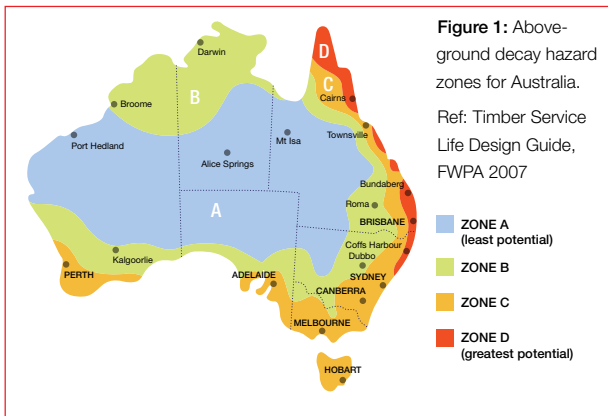 Figure 1: Above-
ground decay hazard
zones for Australia.
Ref: Timber Service
Life Design Guide,
FWPA 2007
ZONE A
(least potential)
ZONE B
ZONE C
ZONE D
(greatest potential)
Darwin
D
C
Cairns
B
Broome
Townsville
Mt Isa
Port Hedland
Alice Springs
Bundaberg
Roma
A
BRISBANE
Coffs Harbour
Dubbo
Kalgoorlie
PERTH
ADELAIDE
SYDNEY
CANBERRA
MELBOURNE
HOBART